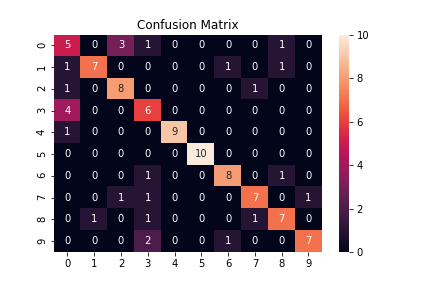 Confusion Matrix
0 5 0 3 1 0 0 0 0 1 0
1 1 7 0 0 0 0 1 0 1 0
2 1 0 8 0 0 0 0 1 0 0
3 4 0 0 6 0 0 0 0 0 0
4 1 0 0 0 9 0 0 0 0 0
5 0 0 0 0 0 10 0 0 0 0
6 0 0 0 1 0 0 8 0 1 0
7 0 0 1 1 0 0 0 7 0 1
8 0 1 0 1 0 0 0 1 7 0
9 0 0 0 2 0 0 1 0 0 7
0 1 2 3 4 5 6 7 8 9
10
8
6
4
2
0